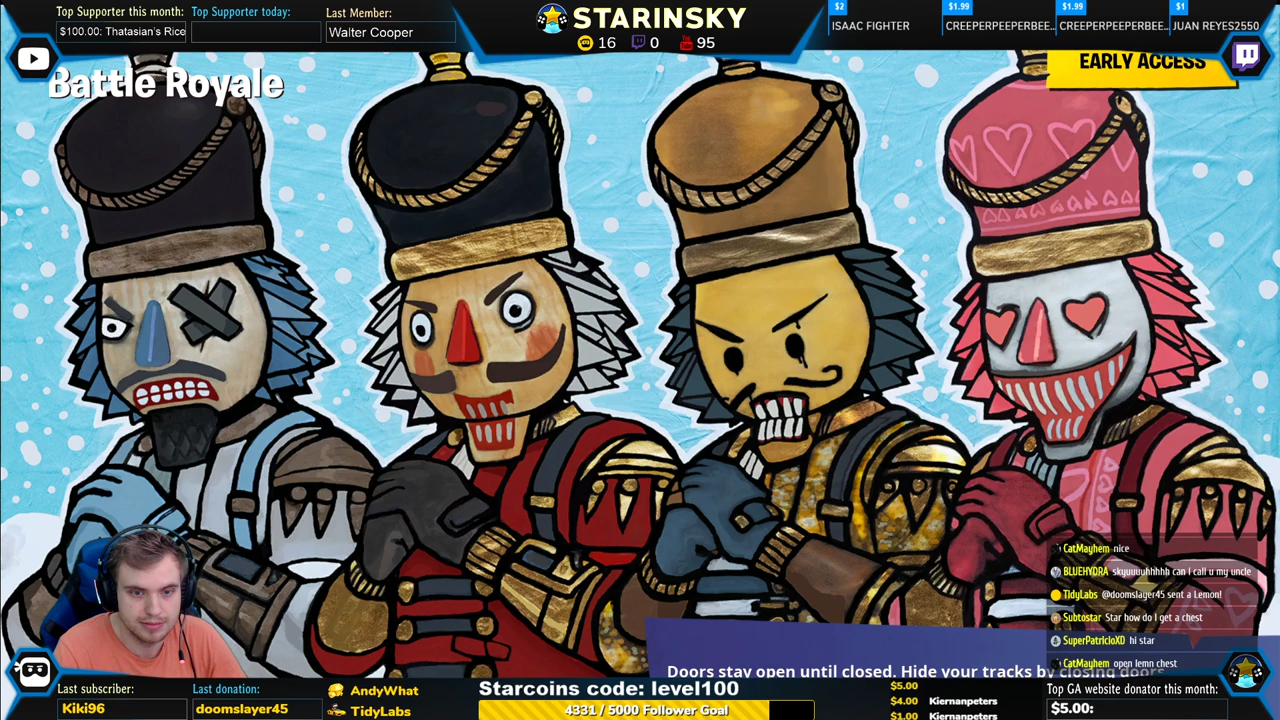 Top Supporter this month:
$100.00: Thatasian's Rice
Top Supporter today:
Last Member:
Walter Cooper
STARINSKY
16 0 95
$2
ISAAC FIGHTER
$1.99
CREEPERPEEPERBEE..
$1.99
CREEPERPEEPERBEE..
$1
JUAN REYES2550
Battle Royale
EARLY ACCESS
CatMayhem nice
BLUEHYDRA skyuuuuhhhhh can I call u my uncle
TidyLabs @doomslayer45 sent a Lemon!
Subtostar Star how do I get a chest
SuperPatricioXD hi star
CatMayhem open lemn chest
Doors stay open until closed. Hide your tracks by closing doors
Last subscriber:
Kiki96
Last donation:
doomslayer45
AndyWhat
TidyLabs
Starcoins code: level100
4331 / 5000 Follower Goal
$5.00
$4.00 Kiernanpeters
$1.00 Kiernanpeters
Top GA website donator this month:
$5.00: